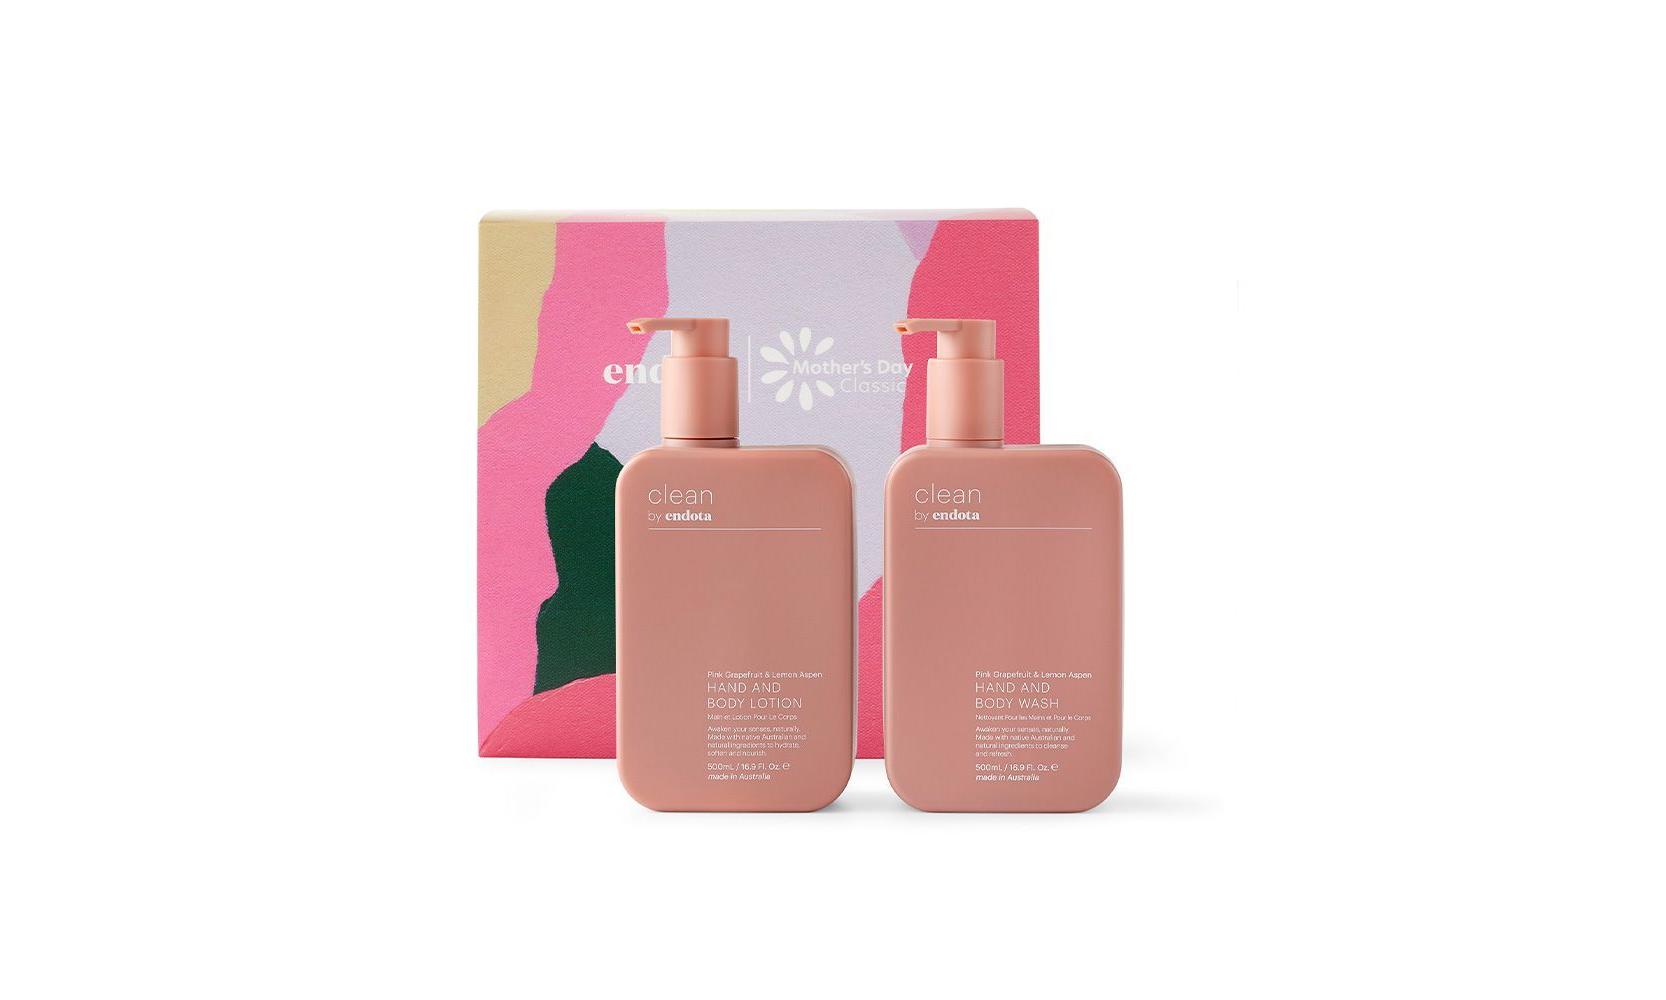 Mother's Day
Classic
clean
by endota
Pink Grapefruit & Lemon Aspen
HAND AND
BODY LOTION
Main et Lotion Pour Le Corps
Awaken your senses, naturally.
Made with native Australian and
natural ingredients to hydrate,
soften and nourish.
500mL / 16.9 Fl. Oz. ℮
made in Australia
clean
by endota
Pink Grapefruit & Lemon Aspen
HAND AND
BODY WASH
Nettoyant Pour les Mains et Pour le Corps
Awaken your senses, naturally
Made with native Australian and
natural ingredients to cleanse
and refresh.
500mL / 16.9 Fl. Oz. ℮
made in Australia